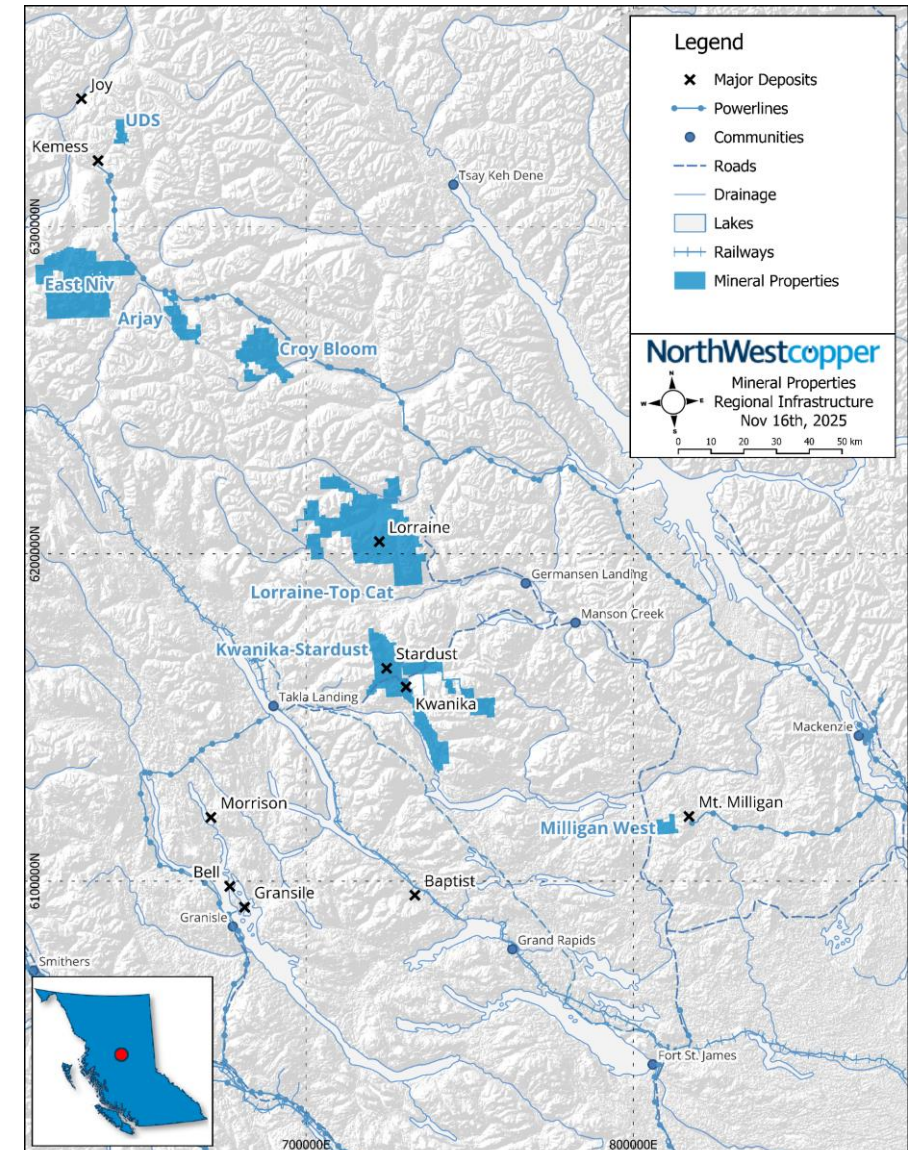 Legend
Major Deposits
Powerlines
Communities
Roads
Drainage
Lakes
Railways
Mineral Properties
NorthWestcopper
N
W
E
S
Mineral Properties
Regional Infrastructure
Nov 16th, 2025
0 10 20 30 40 50 km
Joy
UDS
Kemess
Tsay Keh Dene
6300000N
East Niv
Arjay
Croy Bloom
Lorraine
6200000N
Germansen Landing
Lorraine-Top Cat
Manson Creek
Kwanika-Stardust
Stardust
Kwanika
Takla Landing
Mackenzie
Morrison
Mt. Milligan
Milligan West
6100000N
Bell
Baptist
Gransile
Granisle
Grand Rapids
Smithers
Fort St. James
700000E
800000E